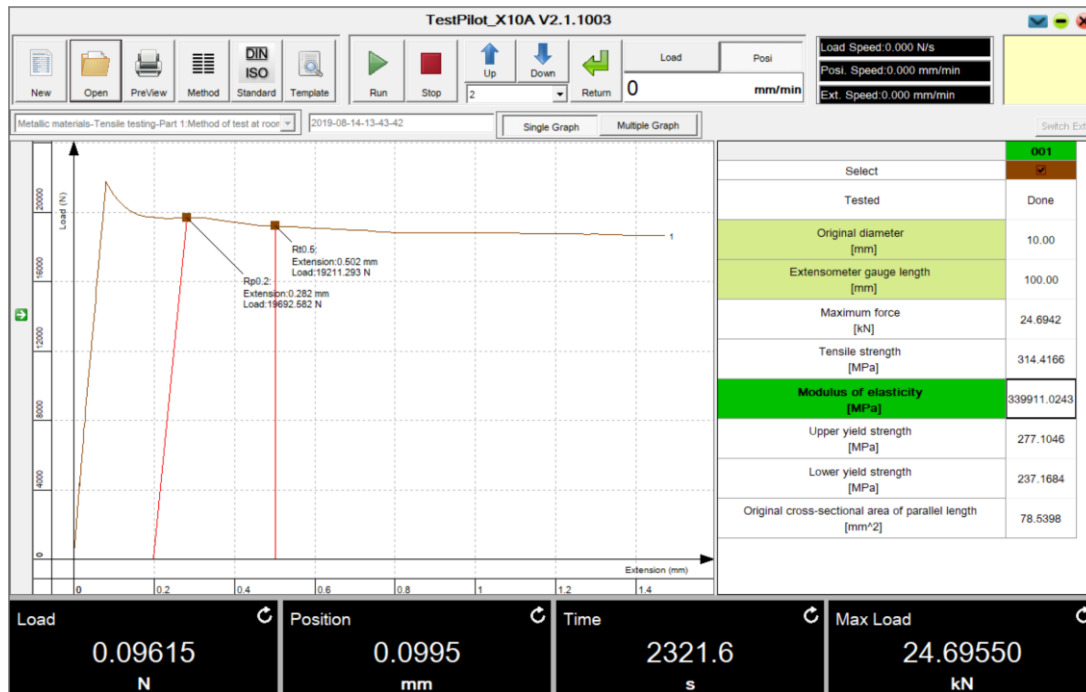 TestPilot_X10A V2.1.1003
New
Open
PreView
Method
DIN
ISO
Standard
Template
Run
Stop
Up
Down
2
Return
Load
Posi
0
mm/min
Load Speed:0.000 N/s
Posi. Speed:0.000 mm/min
Ext. Speed:0.000 mm/min
Metallic materials-Tensile testing-Part 1:Method of test at roor
2019-08-14-13-43-42
Single Graph
Multiple Graph
Switch Ext
Load (N)
20000
16000
12000
8000
4000
0
Rt0.5:
Extension:0.502 mm
Load:19211.293 N
Rp0.2:
Extension:0.282 mm
Load:19692.582 N
1
Extension (mm)
0
0.2
0.4
0.6
0.8
1
1.2
1.4
001
Select
Tested
Done
Original diameter
[mm]
10.00
Extensometer gauge length
[mm]
100.00
Maximum force
[kN]
24.6942
Tensile strength
[MPa]
314.4166
Modulus of elasticity
[MPa]
339911.0243
Upper yield strength
[MPa]
277.1046
Lower yield strength
[MPa]
237.1684
Original cross-sectional area of parallel length
[mm^2]
78.5398
Load
0.09615
N
Position
0.0995
mm
Time
2321.6
s
Max Load
24.69550
kN